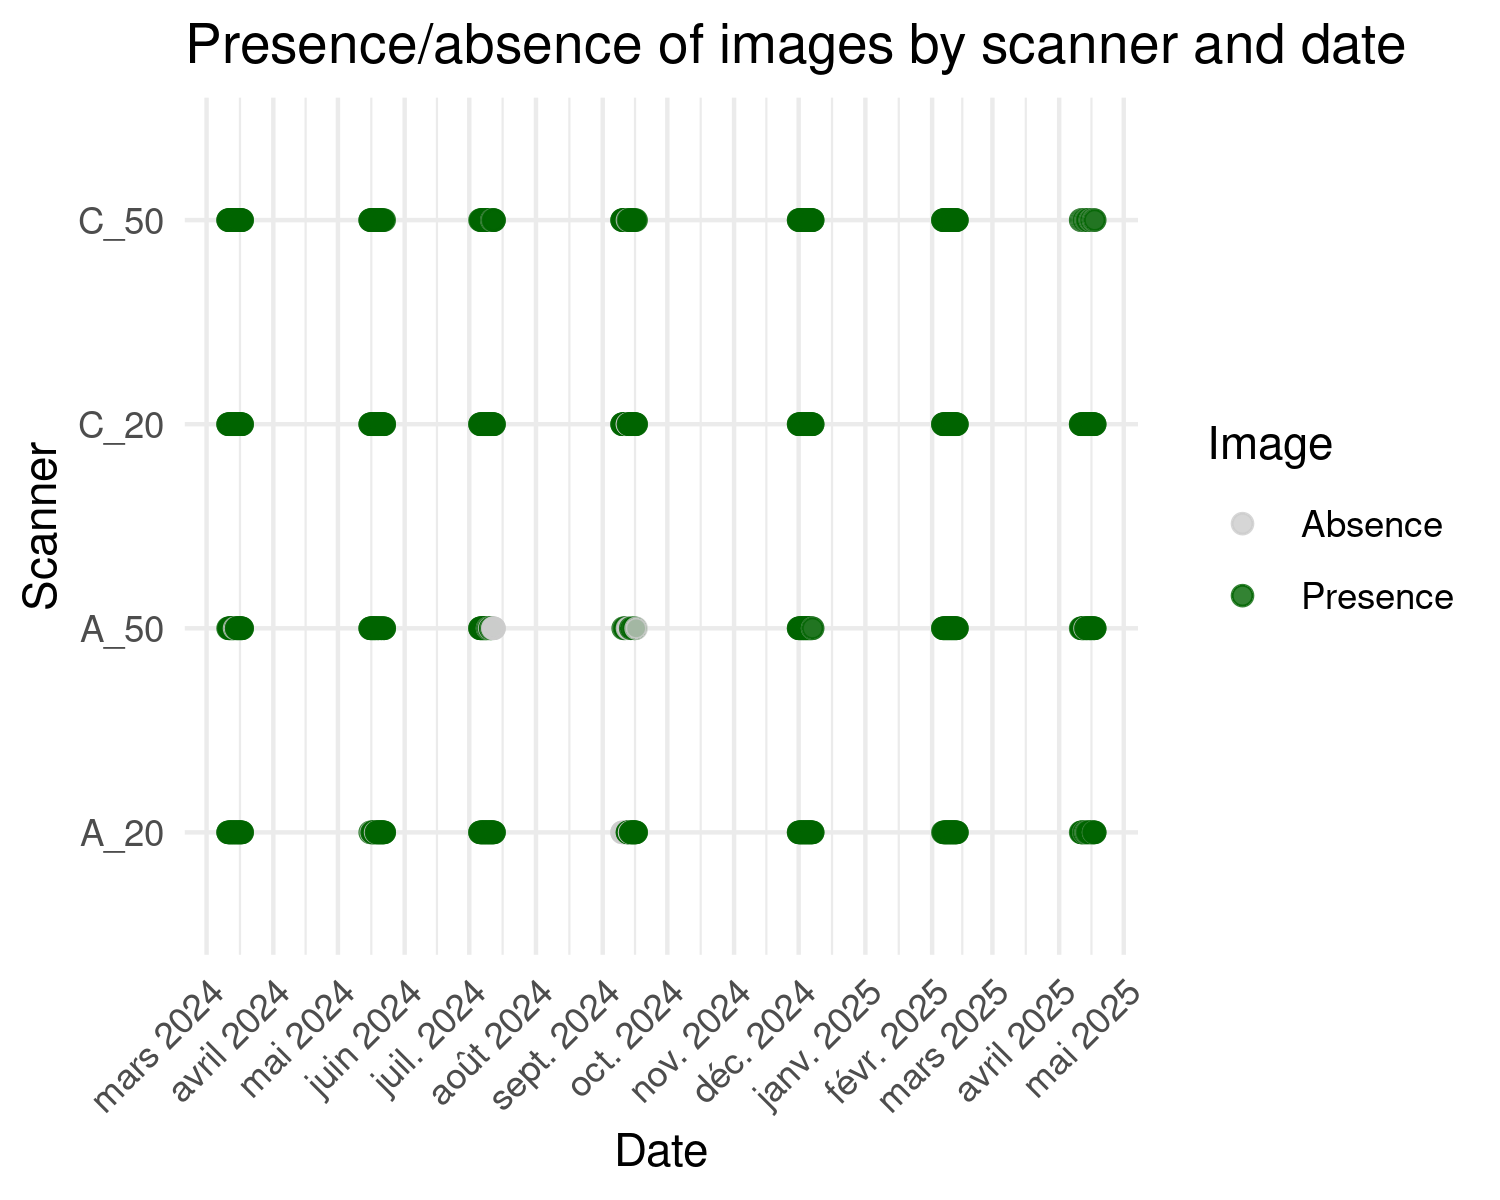 Presence/absence of images by scanner and date
Scanner
C_50
C_20
A_50
A_20
mars 2024
avril 2024
mai 2024
juin 2024
juil. 2024
août 2024
sept. 2024
oct. 2024
nov. 2024
déc. 2024
janv. 2025
févr. 2025
mars 2025
avril 2025
mai 2025
Date
Image
Absence
Presence